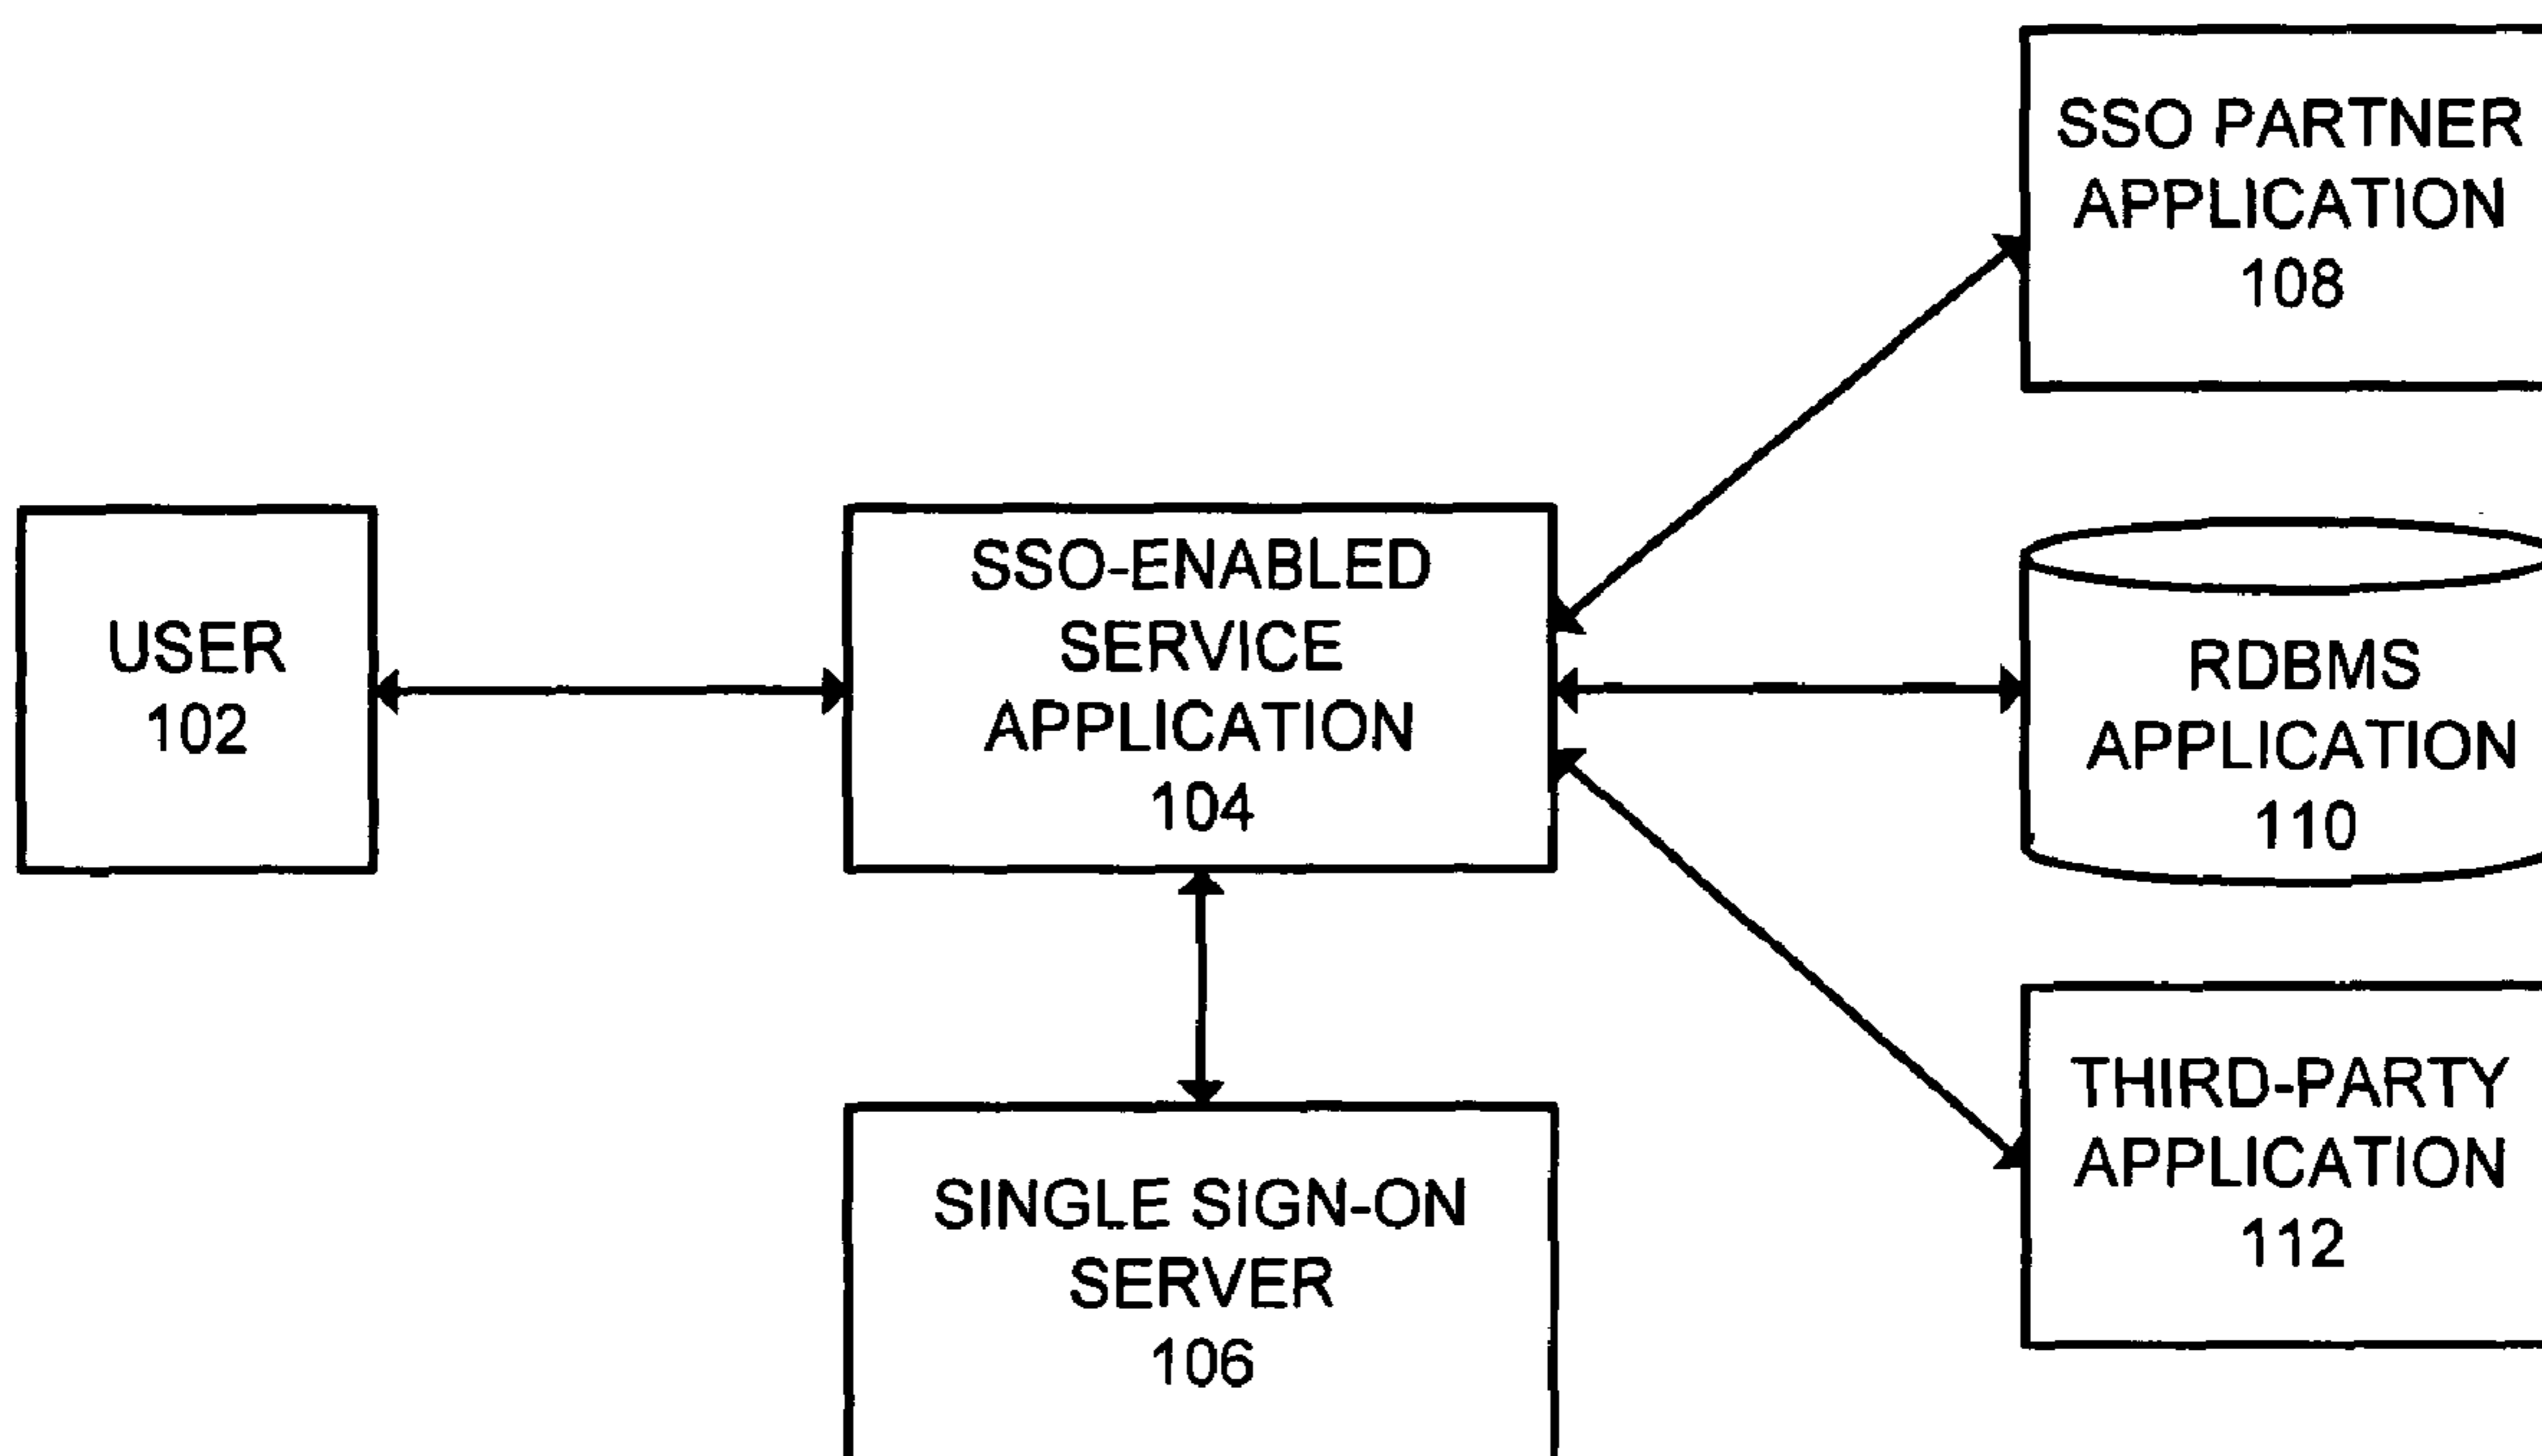 SSO PARTNER
APPLICATION
108
USER
102
SSO-ENABLED
SERVICE
APPLICATION
104
RDBMS
APPLICATION
110
SINGLE SIGN-ON
SERVER
106
THIRD-PARTY
APPLICATION
112